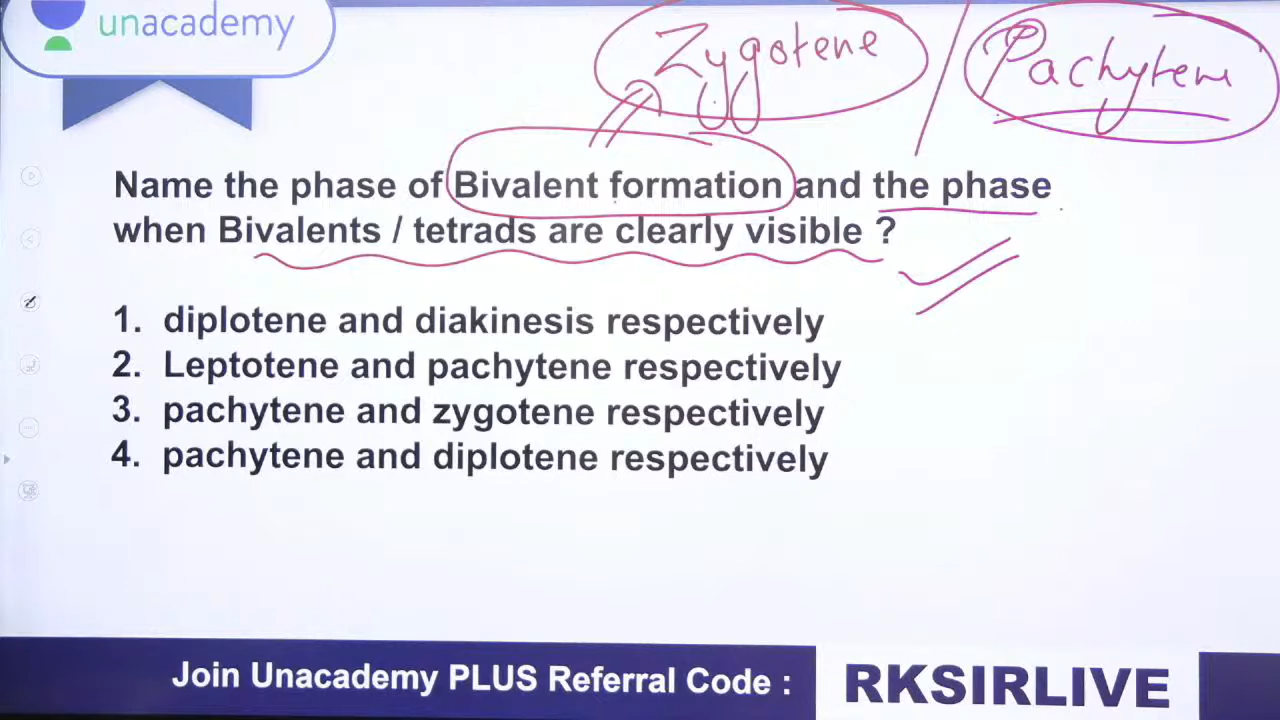 unacademy
Zygotene / Pachytene
Name the phase of Bivalent formation and the phase
when Bivalents / tetrads are clearly visible ?
1. diplotene and diakinesis respectively
2. Leptotene and pachytene respectively
3. pachytene and zygotene respectively
4. pachytene and diplotene respectively
Join Unacademy PLUS Referral Code :
RKSIRLIVE